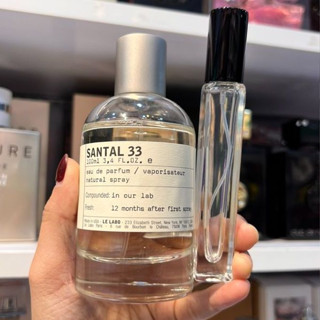 URE
SANTAL 33
100ml 3,4 FL.OZ. e
eau de parfum / vaporisateur
natural spray
Compounded: in our lab
Fresh: 12 months after first spray
LE LABO